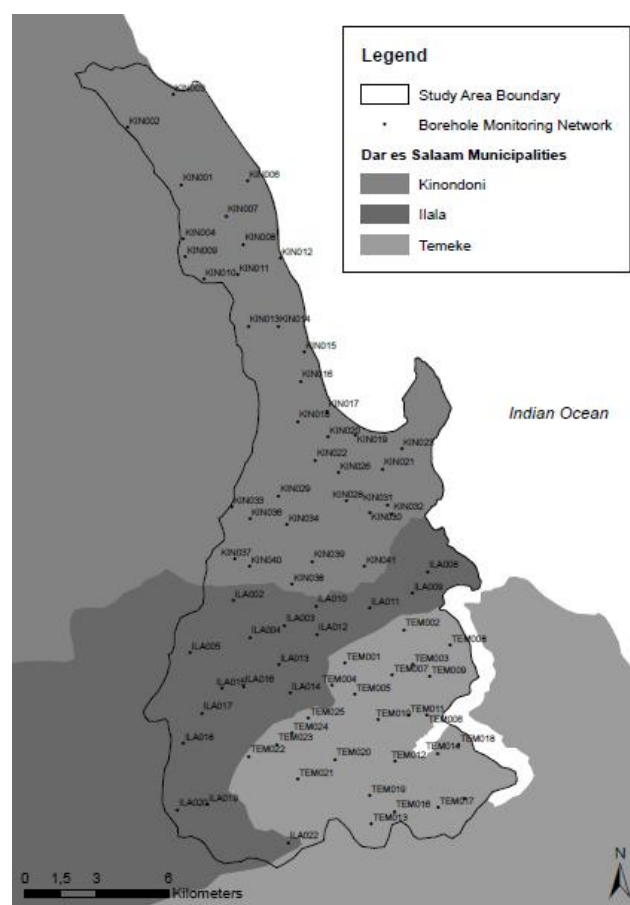 Legend
Study Area Boundary
Borehole Monitoring Network
Dar es Salaam Municipalities
Kinondoni
Ilala
Temeke
KIN002
KIN001
KIN006
KIN007
KIN004
KIN008
KIN009
KIN012
KIN010
KIN011
KIN013
KIN014
KIN015
KIN016
KIN017
Indian Ocean
KIN020
KIN019
KIN023
KIN022
KIN026
KIN021
KIN029
KIN028
KIN031
KIN033
KIN032
KIN036
KIN034
KIN030
KIN037
KIN040
KIN039
KIN041
ILA008
KIN038
ILA009
ILA002
ILA010
ILA011
ILA003
ILA004
ILA012
TEM002
ILA005
TEM008
ILA013
TEM001
TEM003
TEM007
TEM009
ILA015
ILA016
ILA014
TEM004
TEM005
ILA017
TEM025
TEM010
TEM011
TEM006
TEM024
ILA018
TEM023
TEM022
TEM018
TEM020
TEM012
TEM014
TEM021
TEM019
ILA020
ILA019
TEM016
TEM017
TEM013
ILA022
N
0 1,5 3 6
Kilometers